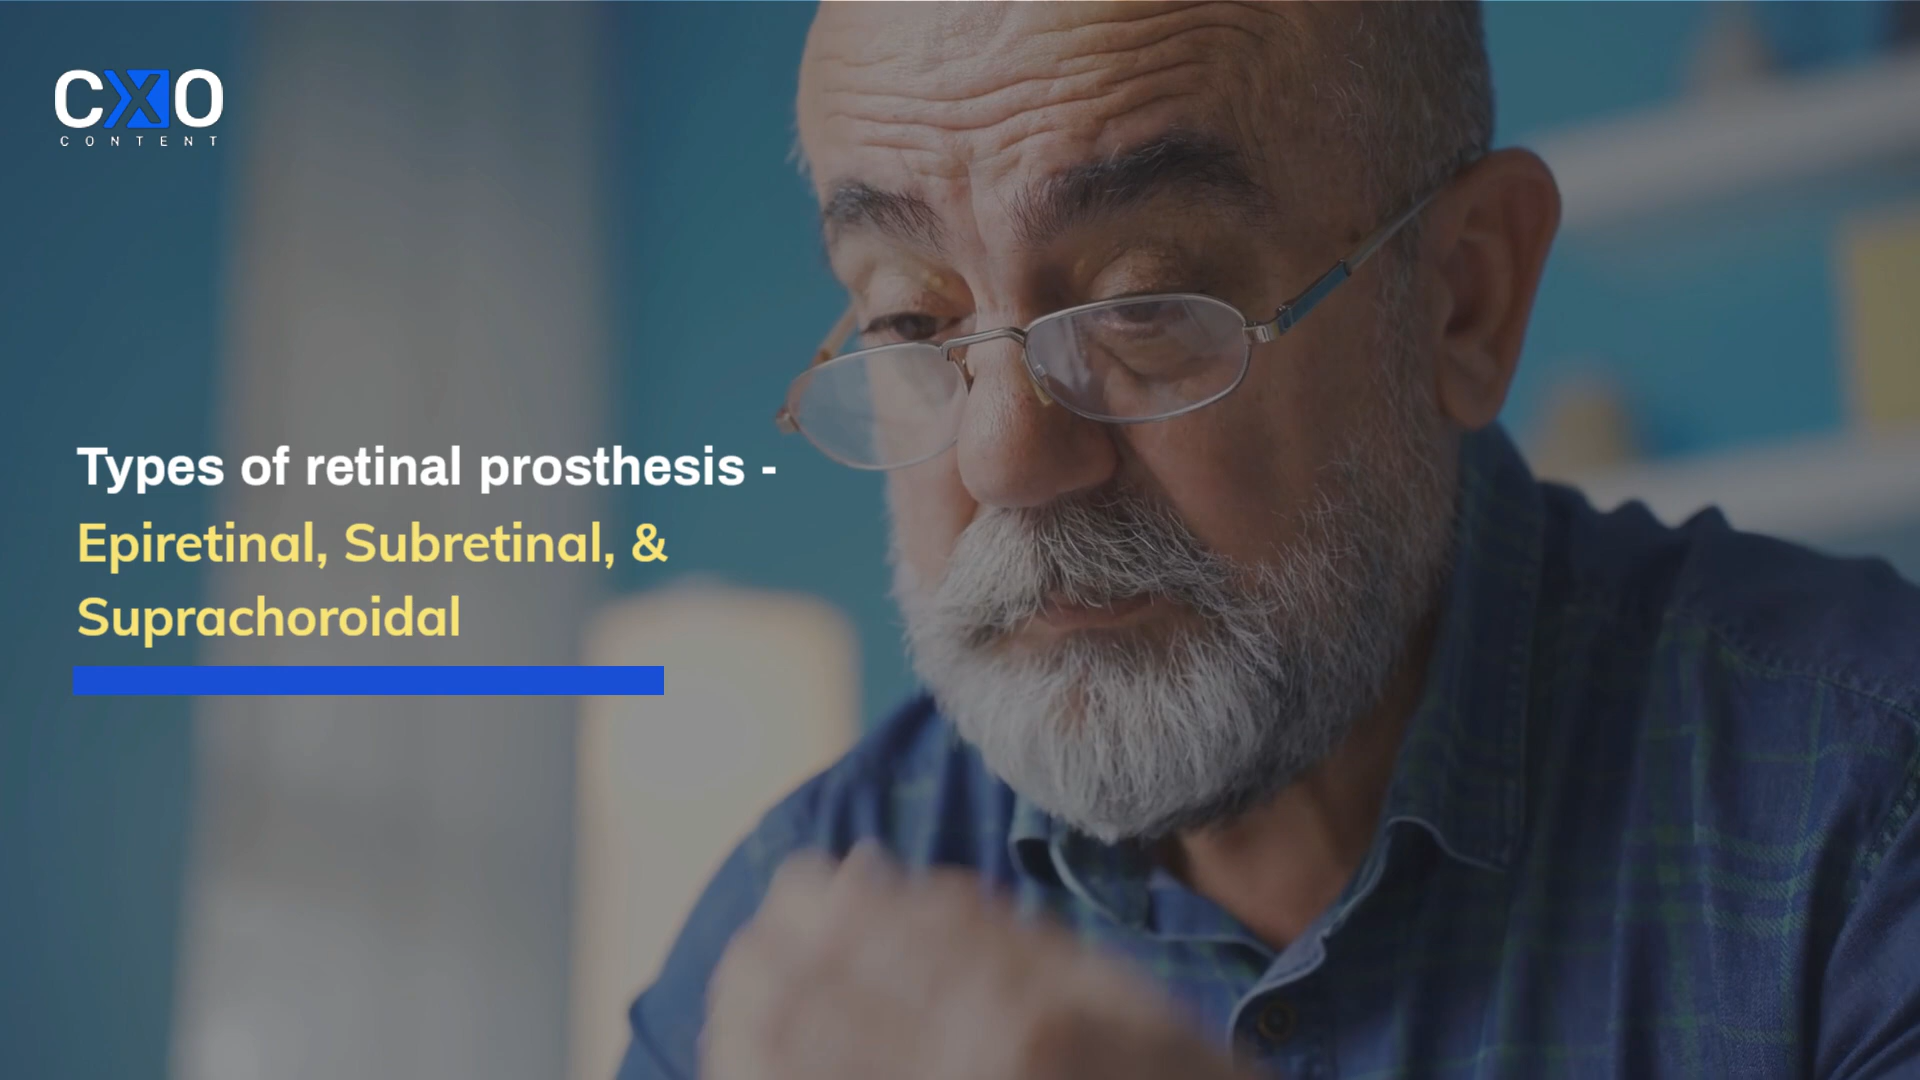 CXO
CONTENT
Types of retinal prosthesis -
Epiretinal, Subretinal, &
Suprachoroidal